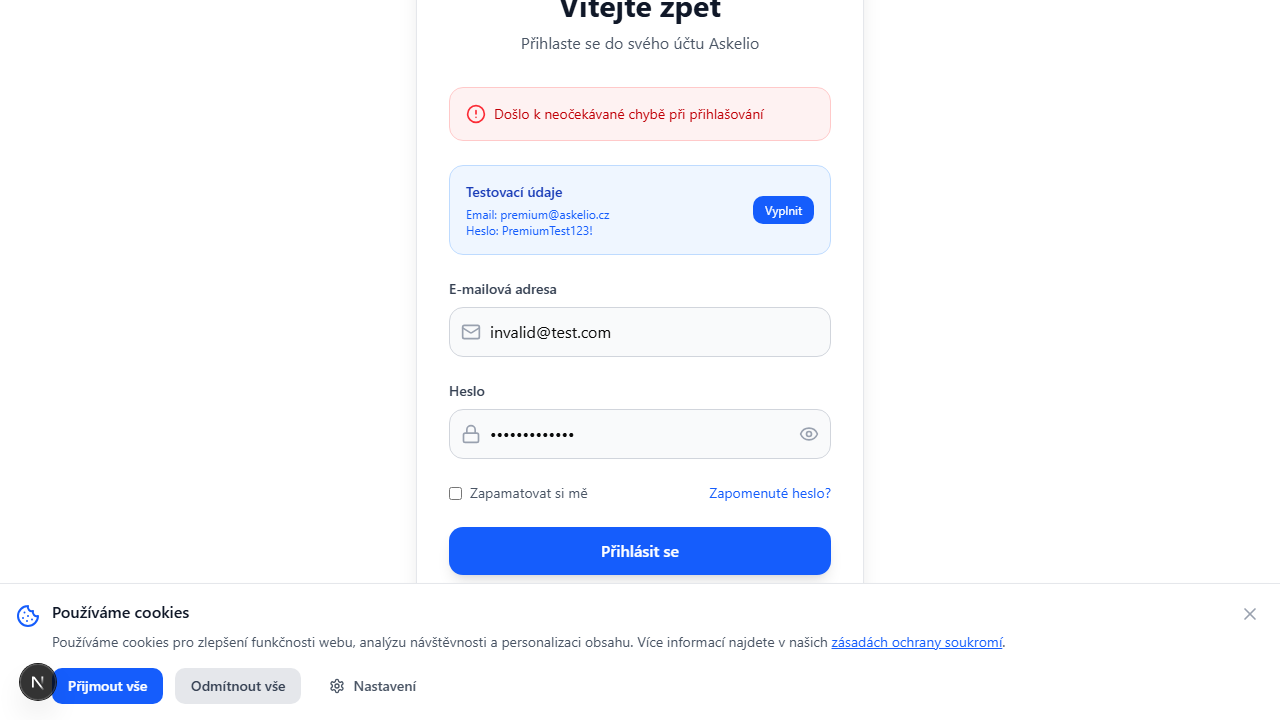 Vítejte zpět
Přihlaste se do svého účtu Askelio
Došlo k neočekávané chybě při přihlašování
Testovací údaje
Email: premium@askelio.cz
Heslo: PremiumTest123!
Vyplnit
E-mailová adresa
invalid@test.com
Heslo
•••••••••••••
Zapamatovat si mě
Zapomenuté heslo?
Přihlásit se
Používáme cookies
Používáme cookies pro zlepšení funkčnosti webu, analýzu návštěvnosti a personalizaci obsahu. Více informací najdete v našich zásadách ochrany soukromí.
N
Přijmout vše
Odmítnout vše
Nastavení